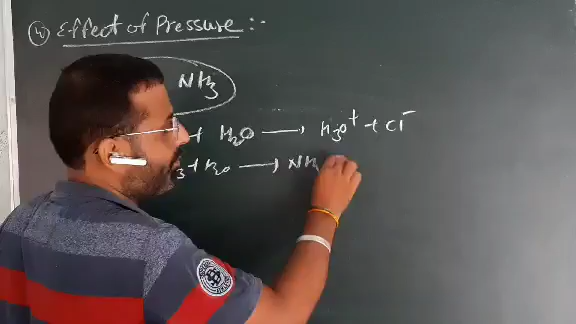 ④ Effect of Pressure :-
NH3
+ H2O ⟶ H3O+ + Cl-
3 + H2O ⟶ NH